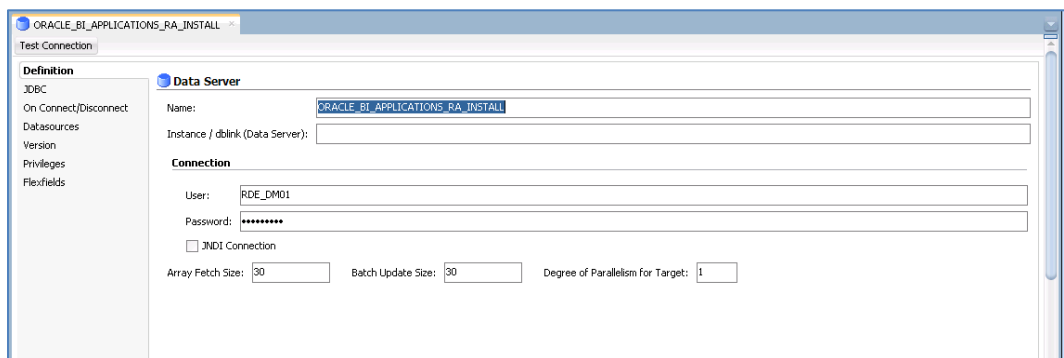 ORACLE_BI_APPLICATIONS_RA_INSTALL
Test Connection
Definition
JDBC
On Connect/Disconnect
Datasources
Version
Privileges
Flexfields
Data Server
Name: ORACLE_BI_APPLICATIONS_RA_INSTALL
Instance / dblink (Data Server):
Connection
User: RDE_DM01
Password: •••••••••
JNDI Connection
Array Fetch Size: 30 Batch Update Size: 30 Degree of Parallelism for Target: 1